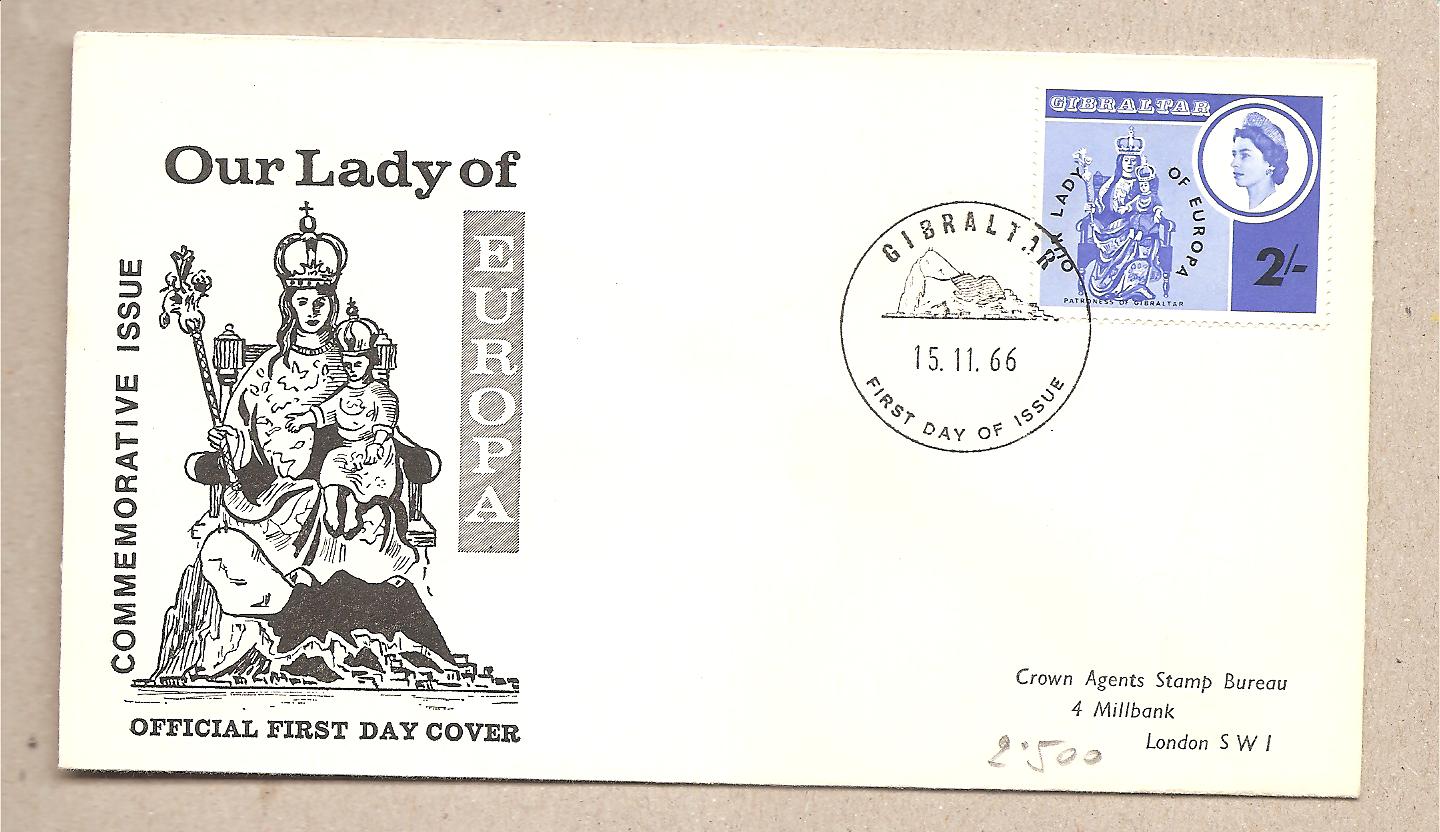 Our Lady of
EUROPA
COMMEMORATIVE ISSUE
OFFICIAL FIRST DAY COVER
GIBRALTAR
15.11.66
FIRST DAY OF ISSUE
GIBRALTAR
OUR LADY OF EUROPA
2/-
PATRONESS OF GIBRALTAR
Crown Agents Stamp Bureau
4 Millbank
London S W 1
2.500